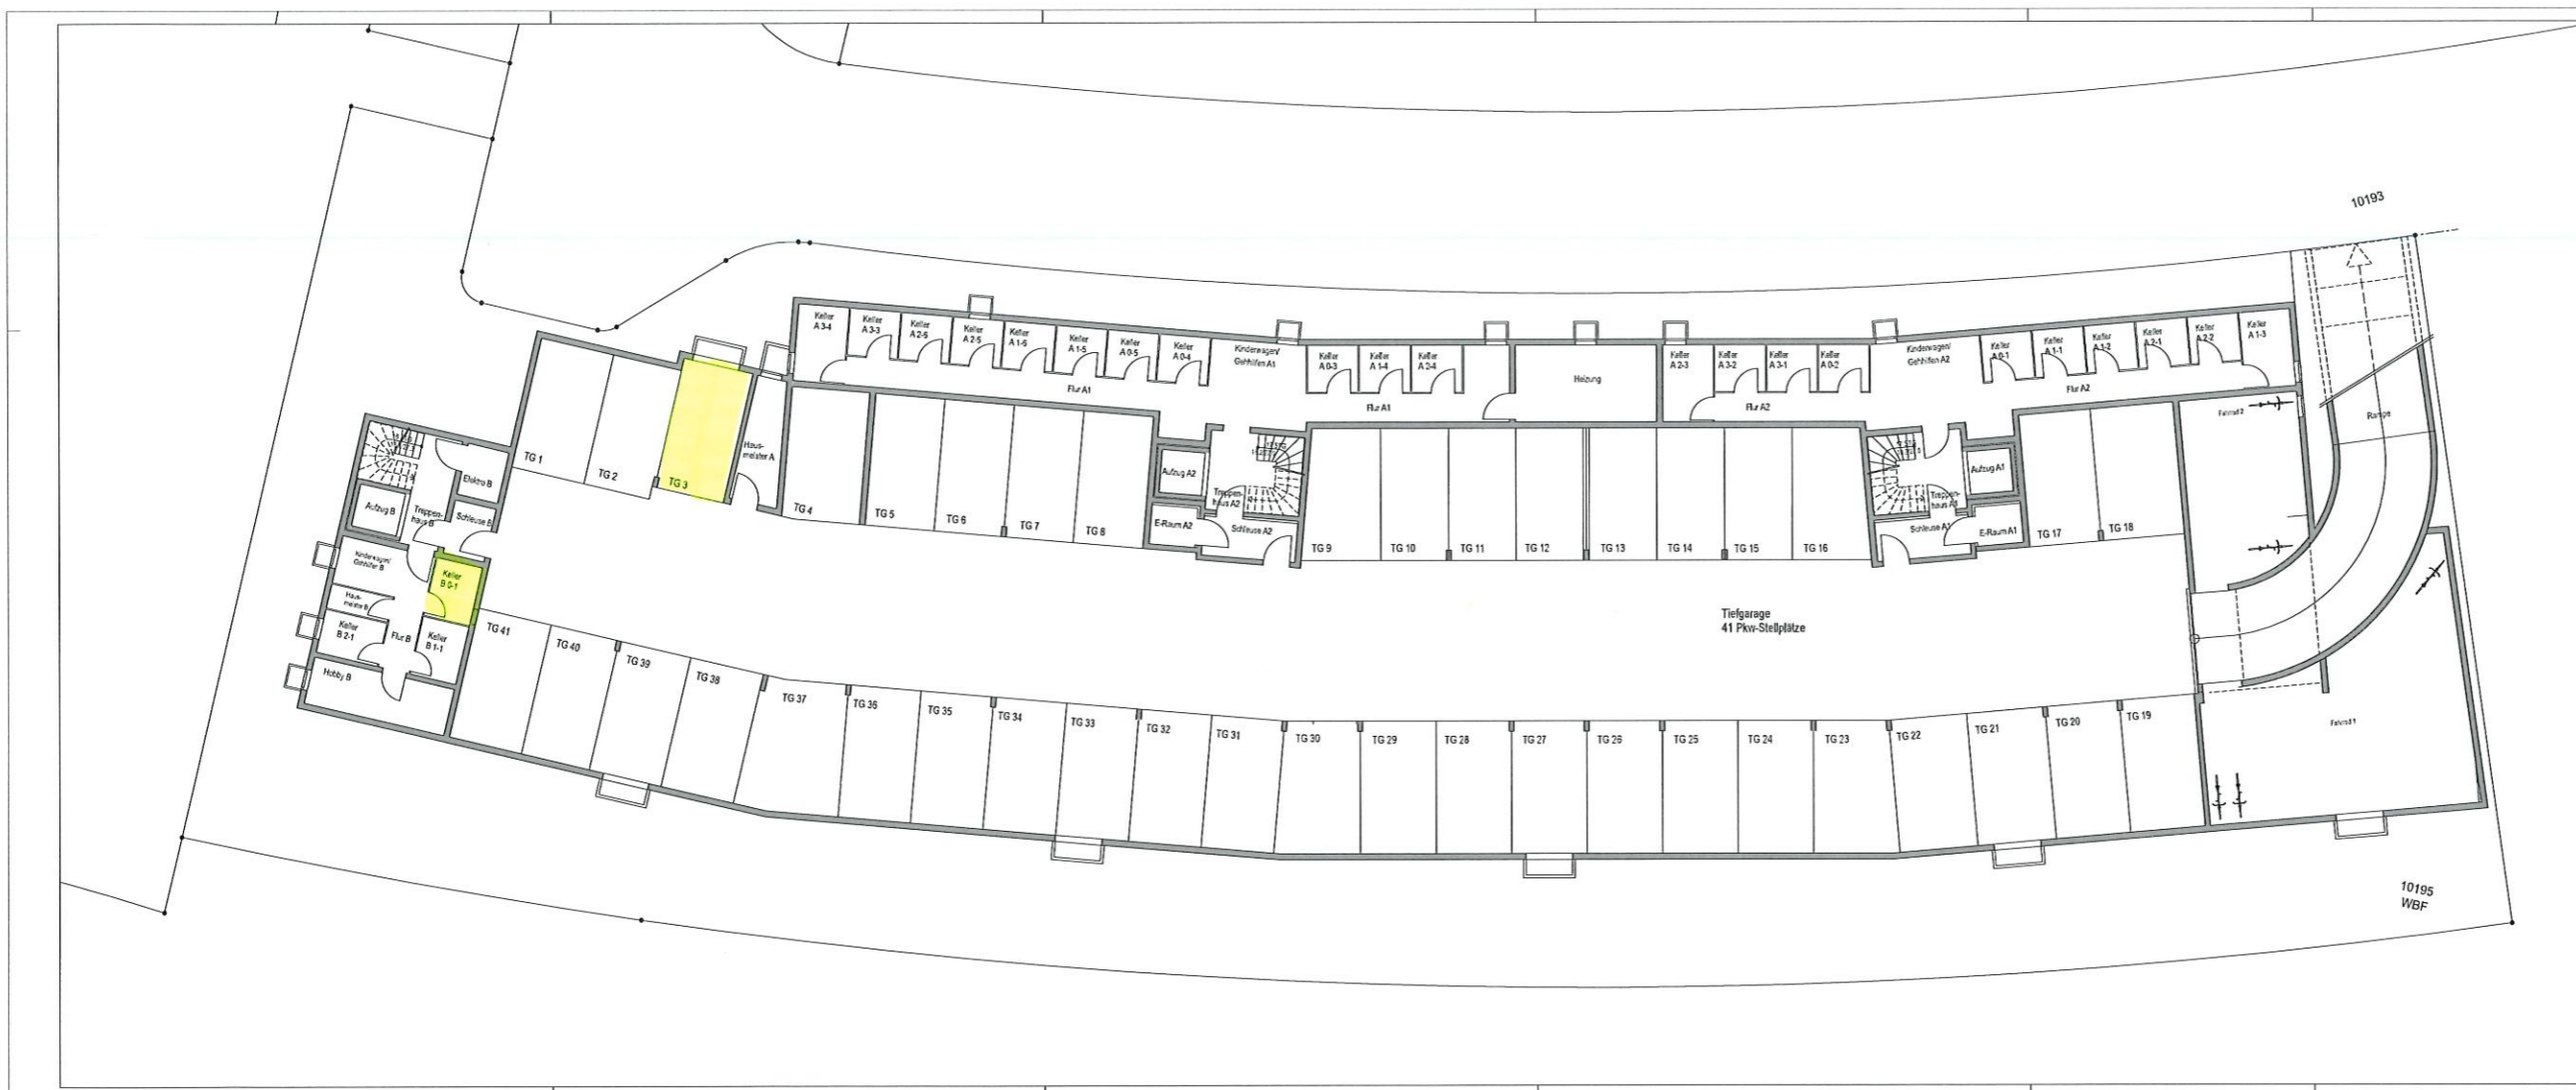 10193
Keller
A 3-4
Keller
A 3-3
Keller
A 2-6
Keller
A 2-5
Keller
A 1-6
Keller
A 1-5
Keller
A 0-5
Keller
A 0-4
Kinderwagen/
Gehhilfen A1
Keller
A 0-3
Keller
A 1-4
Keller
A 2-4
Heizung
Keller
A 2-3
Keller
A 3-2
Keller
A 3-1
Keller
A 0-2
Kinderwagen/
Gehhilfen A2
Keller
A 0-1
Keller
A 1-1
Keller
A 1-2
Keller
A 2-1
Keller
A 2-2
Keller
A 1-3
Flur A1
Flur A1
Flur A2
Flur A2
Fahrrad 2
Rampe
TG 1
TG 2
TG 3
Haus-
meister A
TG 4
TG 5
TG 6
TG 7
TG 8
Aufzug A2
Treppen-
haus A2
E-Raum A2
Schleuse A2
TG 9
TG 10
TG 11
TG 12
TG 13
TG 14
TG 15
TG 16
Aufzug A1
Treppen-
haus A1
Schleuse A1
E-Raum A1
TG 17
TG 18
Elektro B
Aufzug B
Treppen-
haus B
Schleuse B
Kinderwagen/
Gehhilfen B
Keller
B 0-1
Haus-
meister B
Keller
B 2-1
Flur B
Keller
B 1-1
Hobby B
Tiefgarage
41 Pkw-Stellplätze
TG 41
TG 40
TG 39
TG 38
TG 37
TG 36
TG 35
TG 34
TG 33
TG 32
TG 31
TG 30
TG 29
TG 28
TG 27
TG 26
TG 25
TG 24
TG 23
TG 22
TG 21
TG 20
TG 19
Fahrrad 1
10195
WBF